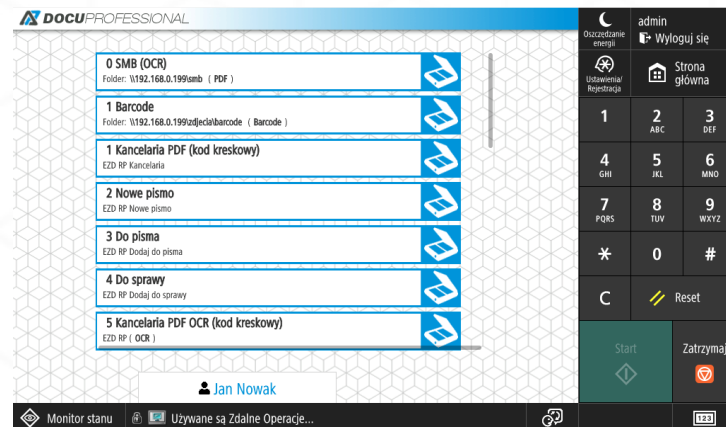 DOCUPROFESSIONAL
0 SMB (OCR)
Folder: \\192.168.0.199\smb ( PDF )
1 Barcode
Folder: \\192.168.0.199\zdjecia\barcode ( Barcode )
1 Kancelaria PDF (kod kreskowy)
EZD RP Kancelaria
2 Nowe pismo
EZD RP Nowe pismo
3 Do pisma
EZD RP Dodaj do pisma
4 Do sprawy
EZD RP Dodaj do sprawy
5 Kancelaria PDF OCR (kod kreskowy)
EZD RP ( OCR )
Jan Nowak
Monitor stanu
Używane są Zdalne Operacje...
Oszczędzanie
energii
admin
Wyloguj się
Ustawienia/
Rejestracja
Strona
główna
1
2
ABC
3
DEF
4
GHI
5
JKL
6
MNO
7
PQRS
8
TUV
9
WXYZ
*
0
#
C
Reset
Start
Zatrzymaj
123